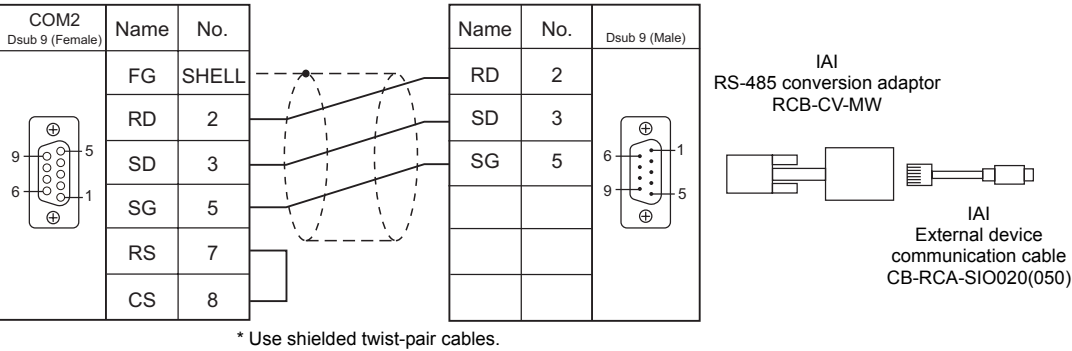 COM2
Dsub 9 (Female)
Name No.
FG SHELL
RD 2
SD 3
SG 5
RS 7
CS 8
9 5
6 1
Name No.
Dsub 9 (Male)
RD 2
SD 3
SG 5
6 1
9 5
IAI
RS-485 conversion adaptor
RCB-CV-MW
IAI
External device
communication cable
CB-RCA-SIO020(050)
* Use shielded twist-pair cables.